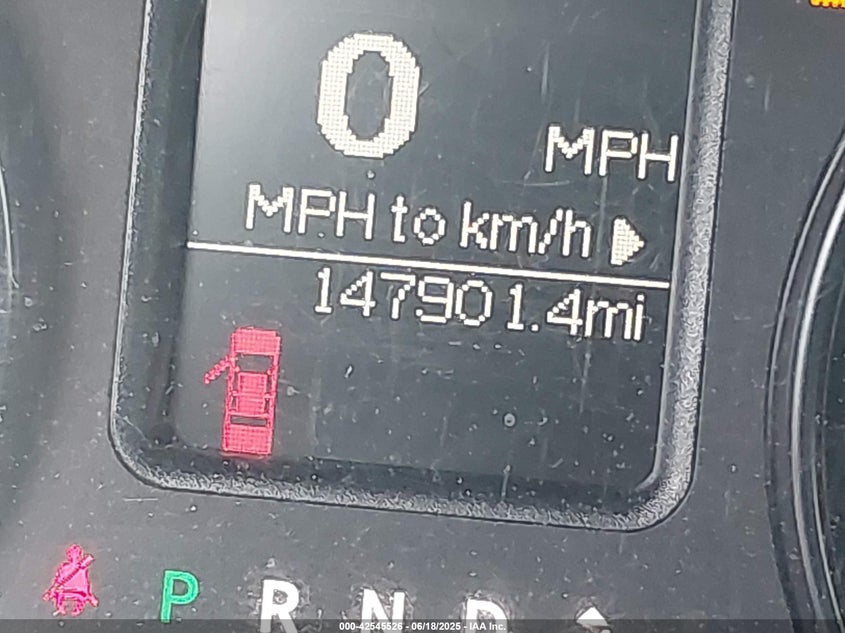 0
MPH
MPH to km/h
147901.4mi
P R N D
000-42545526 - 06/18/2025 - IAA Inc.